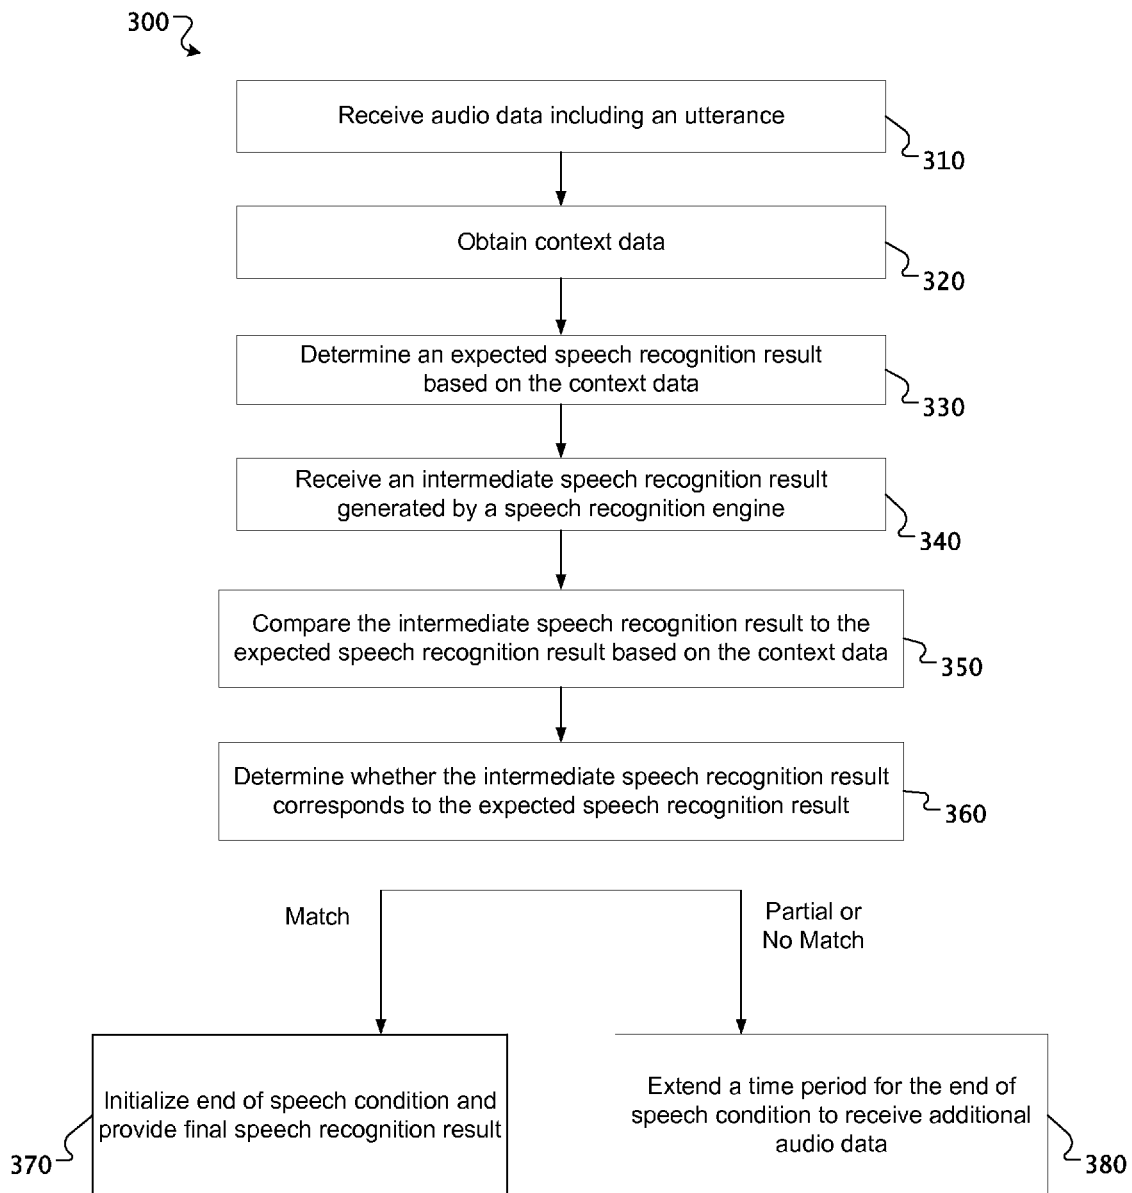 300
Receive audio data including an utterance
310
Obtain context data
320
Determine an expected speech recognition result
based on the context data
330
Receive an intermediate speech recognition result
generated by a speech recognition engine
340
Compare the intermediate speech recognition result to the
expected speech recognition result based on the context data
350
Determine whether the intermediate speech recognition result
corresponds to the expected speech recognition result
360
Match
Partial or
No Match
Initialize end of speech condition and
provide final speech recognition result
370
Extend a time period for the end of
speech condition to receive additional
audio data
380